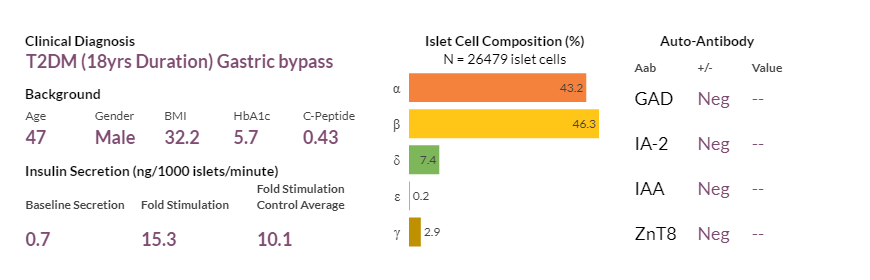 Clinical Diagnosis
T2DM (18yrs Duration) Gastric bypass
Background
Age Gender BMI HbA1c C-Peptide
47 Male 32.2 5.7 0.43
Insulin Secretion (ng/1000 islets/minute)
Baseline Secretion Fold Stimulation Fold Stimulation
Control Average
0.7 15.3 10.1
Islet Cell Composition (%)
N = 26479 islet cells
α 43.2
β 46.3
δ 7.4
ε 0.2
γ 2.9
Auto-Antibody
Aab +/- Value
GAD Neg --
IA-2 Neg --
IAA Neg --
ZnT8 Neg --